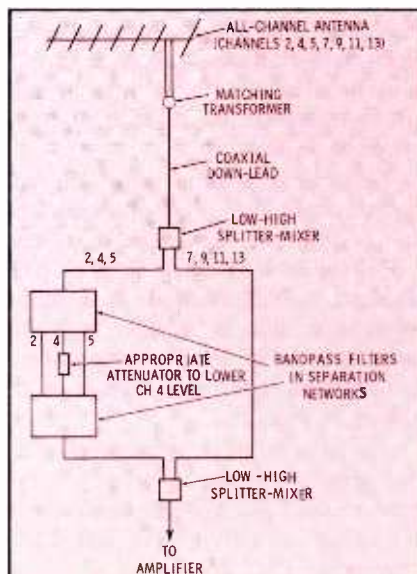 ALL-CHANNEL ANTENNA
(CHANNELS 2, 4, 5, 7, 9, 11, 13)
MATCHING
TRANSFORMER
COAXIAL
DOWN-LEAD
LOW-HIGH
SPLITTER-MIXER
2, 4, 5
7, 9, 11, 13
2 4 5
APPROPRIATE
ATTENUATOR TO LOWER
CH 4 LEVEL
BANDPASS FILTERS
IN SEPARATION
NETWORKS
LOW-HIGH
SPLITTER-MIXER
TO
AMPLIFIER